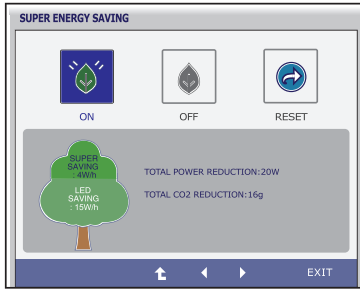 SUPER ENERGY SAVING
ON
OFF
RESET
SUPER
SAVING
: 4W/h
LED
SAVING
: 15W/h
TOTAL POWER REDUCTION:20W
TOTAL CO2 REDUCTION:16g
EXIT